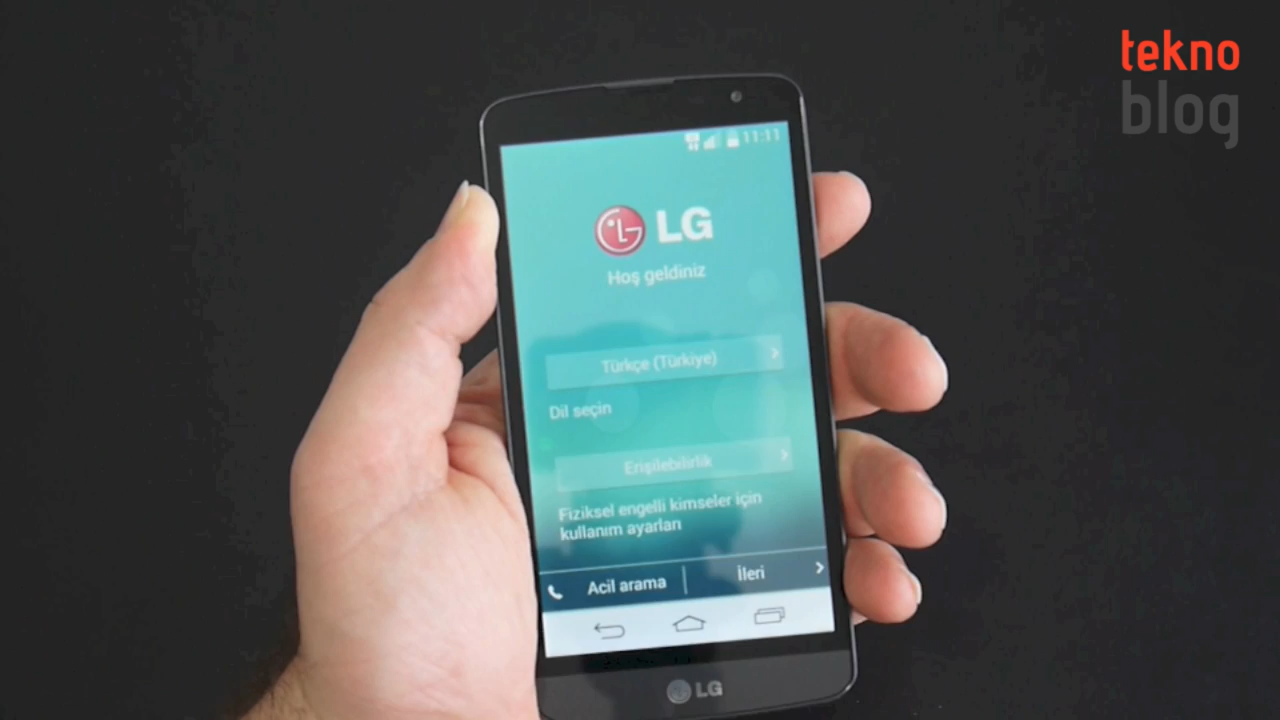 tekno
blog
11:11
LG
Hoş geldiniz
Türkçe (Türkiye)
Dil seçin
Erişilebilirlik
Fiziksel engelli kimseler için
kullanım ayarları
Acil arama
İleri
LG